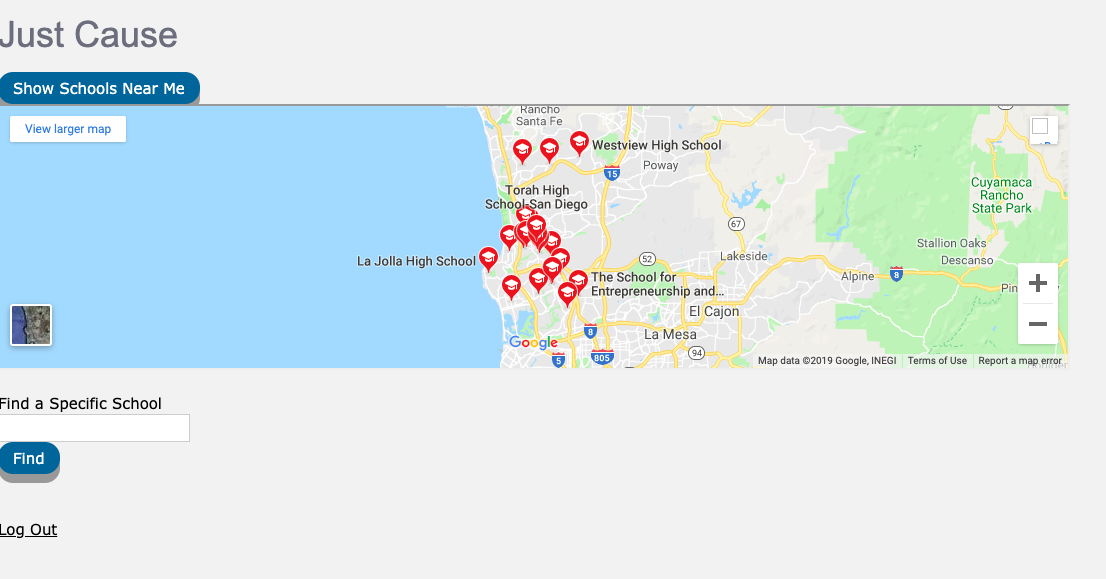 Just Cause
Show Schools Near Me
View larger map
Rancho
Santa Fe
Westview High School
Poway
15
Torah High
School-San Diego
Cuyamaca
Rancho
State Park
67
Stallion Oaks
Descanso
La Jolla High School
52
Lakeside
Alpine
8
The School for
Entrepreneurship and...
El Cajon
Google
8
La Mesa
5
805
94
Map data ©2019 Google, INEGI
Terms of Use
Report a map error
Find a Specific School
Find
Log Out